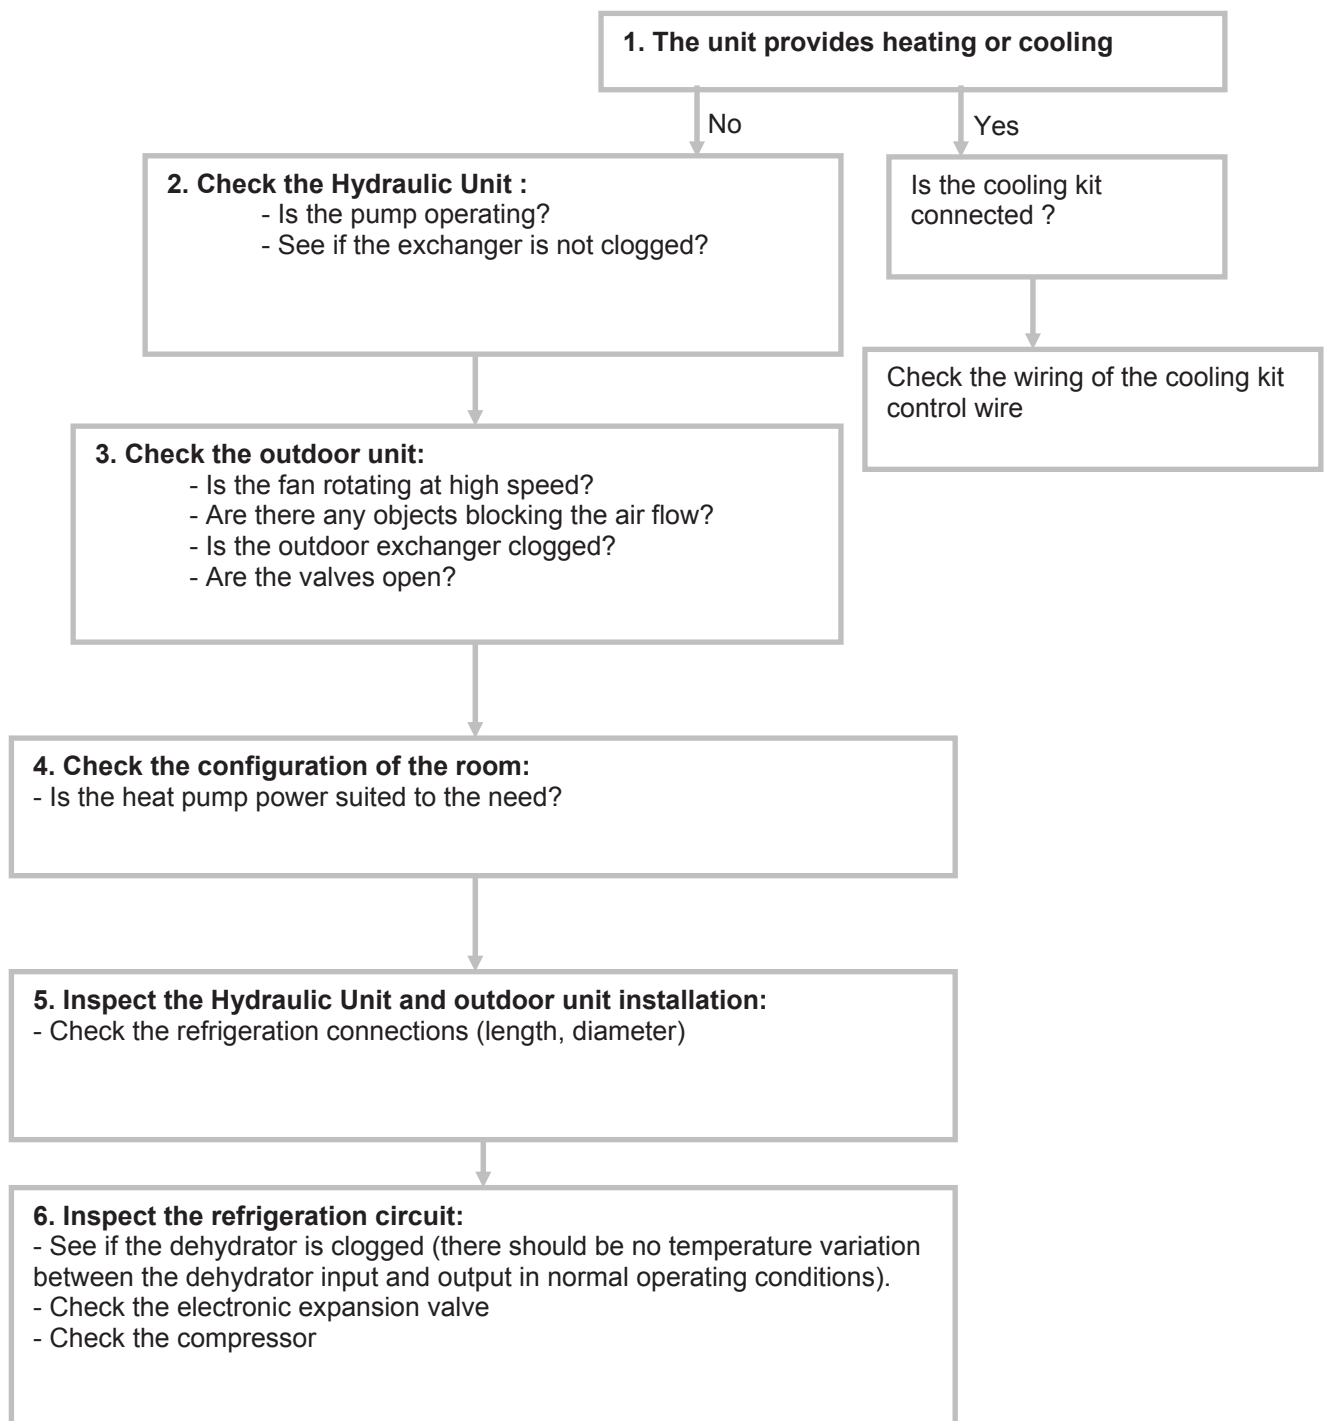 1. The unit provides heating or cooling
No
Yes
2. Check the Hydraulic Unit :
- Is the pump operating?
- See if the exchanger is not clogged?
Is the cooling kit
connected ?
Check the wiring of the cooling kit
control wire
3. Check the outdoor unit:
- Is the fan rotating at high speed?
- Are there any objects blocking the air flow?
- Is the outdoor exchanger clogged?
- Are the valves open?
4. Check the configuration of the room:
- Is the heat pump power suited to the need?
5. Inspect the Hydraulic Unit and outdoor unit installation:
- Check the refrigeration connections (length, diameter)
6. Inspect the refrigeration circuit:
- See if the dehydrator is clogged (there should be no temperature variation
between the dehydrator input and output in normal operating conditions).
- Check the electronic expansion valve
- Check the compressor